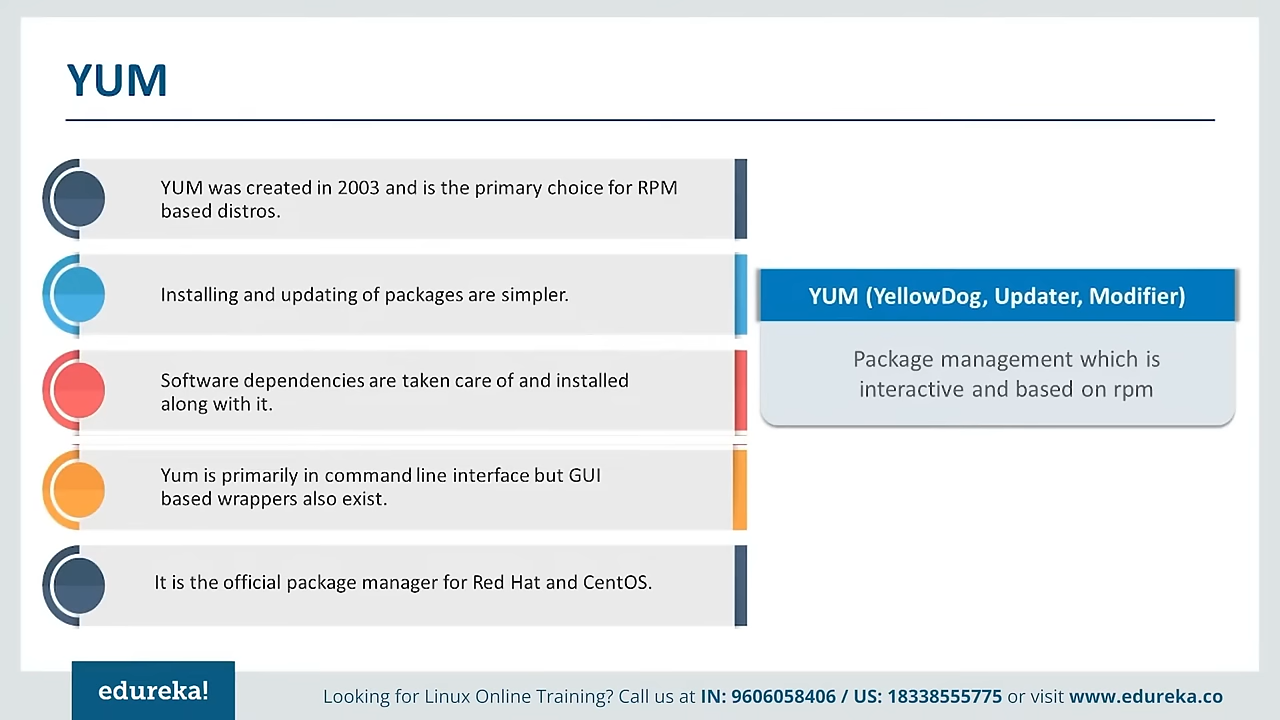 YUM
YUM was created in 2003 and is the primary choice for RPM
based distros.
Installing and updating of packages are simpler.
Software dependencies are taken care of and installed
along with it.
Yum is primarily in command line interface but GUI
based wrappers also exist.
It is the official package manager for Red Hat and CentOS.
YUM (YellowDog, Updater, Modifier)
Package management which is
interactive and based on rpm
edureka!
Looking for Linux Online Training? Call us at IN: 9606058406 / US: 18338555775 or visit www.edureka.co